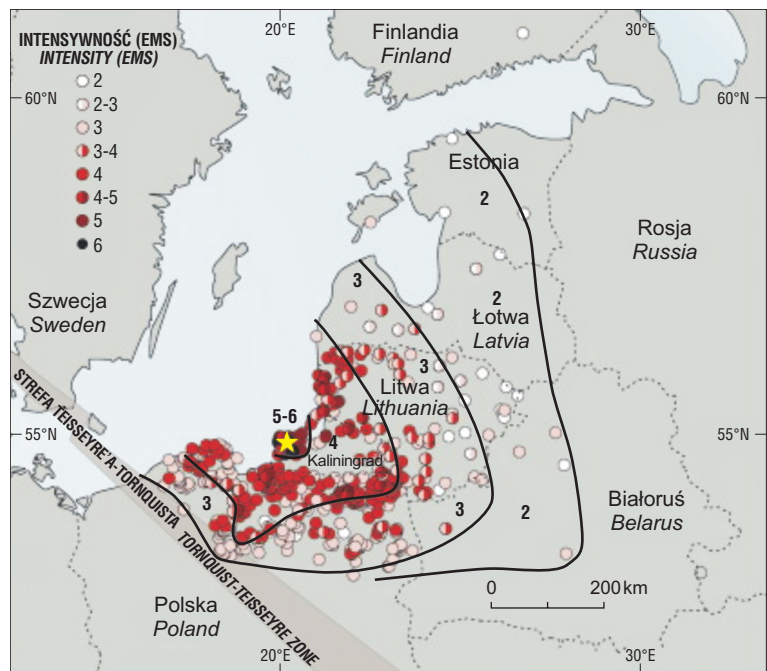 20°E
30°E
Finlandia
Finland
INTENSYWNOŚĆ (EMS)
INTENSITY (EMS)
2
2-3
3
3-4
4
4-5
5
6
60°N
60°N
Estonia
2
Rosja
Russia
3
2
Szwecja
Sweden
Łotwa
Latvia
3
Litwa
Lithuania
STREFA TEISSEYRE'A-TORNQUISTA TORNQUIST-TEISSEYRE ZONE
5-6
55°N
4
55°N
Kaliningrad
3
3
2
Białoruś
Belarus
0
200 km
Polska
Poland
20°E
30°E